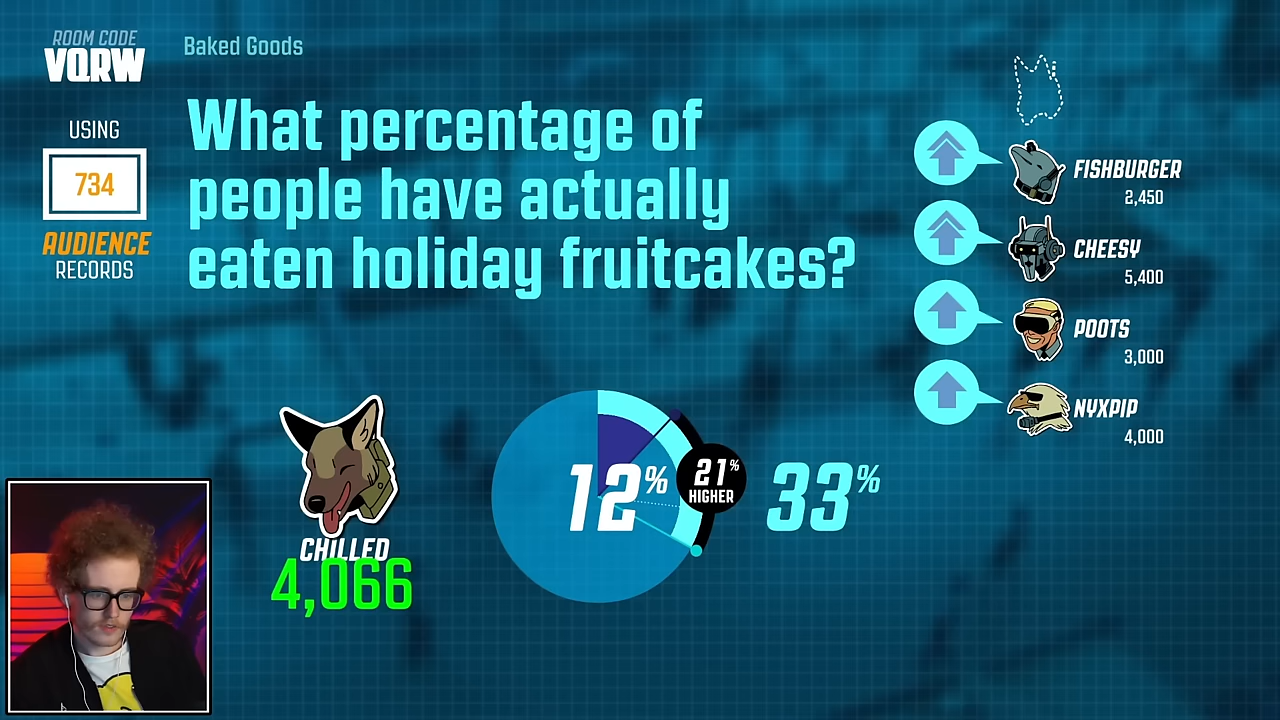 ROOM CODE
VQRW
Baked Goods
USING
734
AUDIENCE
RECORDS
What percentage of
people have actually
eaten holiday fruitcakes?
FISHBURGER
2,450
CHEESY
5,400
POOTS
3,000
NYXPIP
4,000
CHILLED
4,066
12%
21%
HIGHER
33%